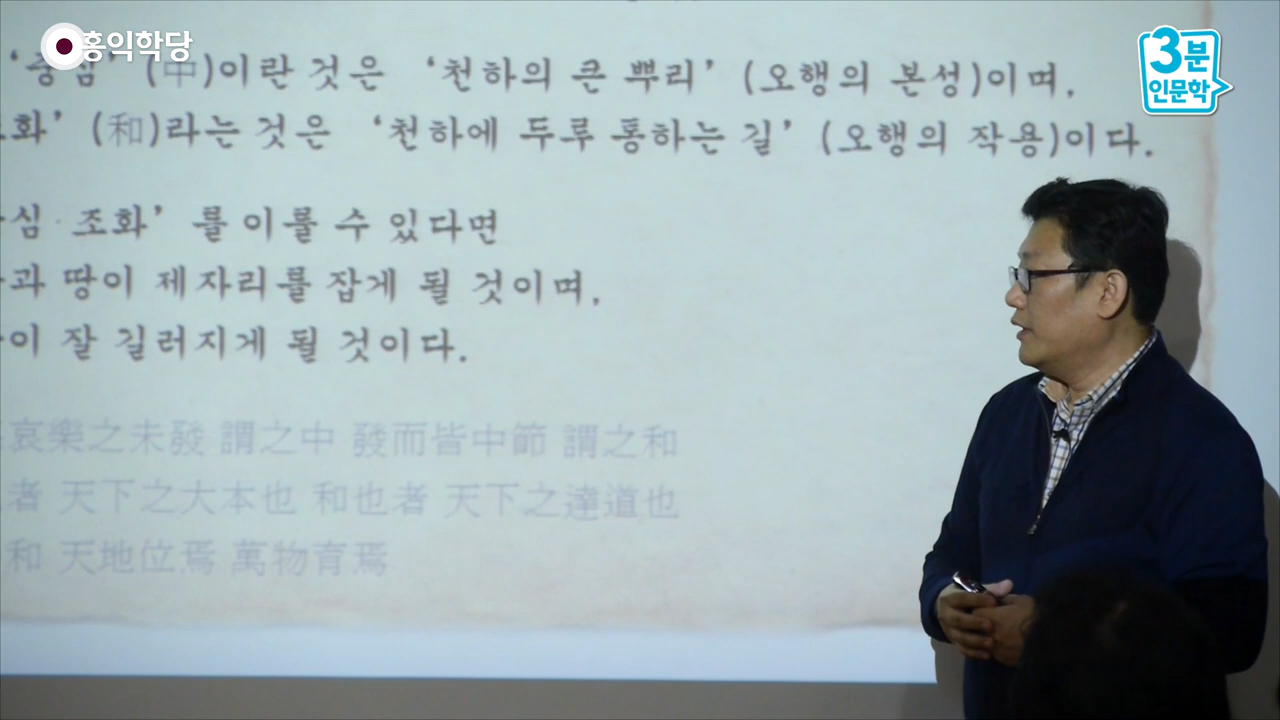 홍익학당
3분
인문학
‘중심’ (中)이란 것은 ‘천하의 큰 뿌리’ (오행의 본성)이며,
화’ (和)라는 것은 ‘천하에 두루 통하는 길’ (오행의 작용)이다.
심·조화’ 를 이룰 수 있다면
과 땅이 제자리를 잡게 될 것이며,
이 잘 길러지게 될 것이다.
哀樂之未發 謂之中 發而皆中節 謂之和
者 天下之大本也 和也者 天下之達道也
和 天地位焉 萬物育焉